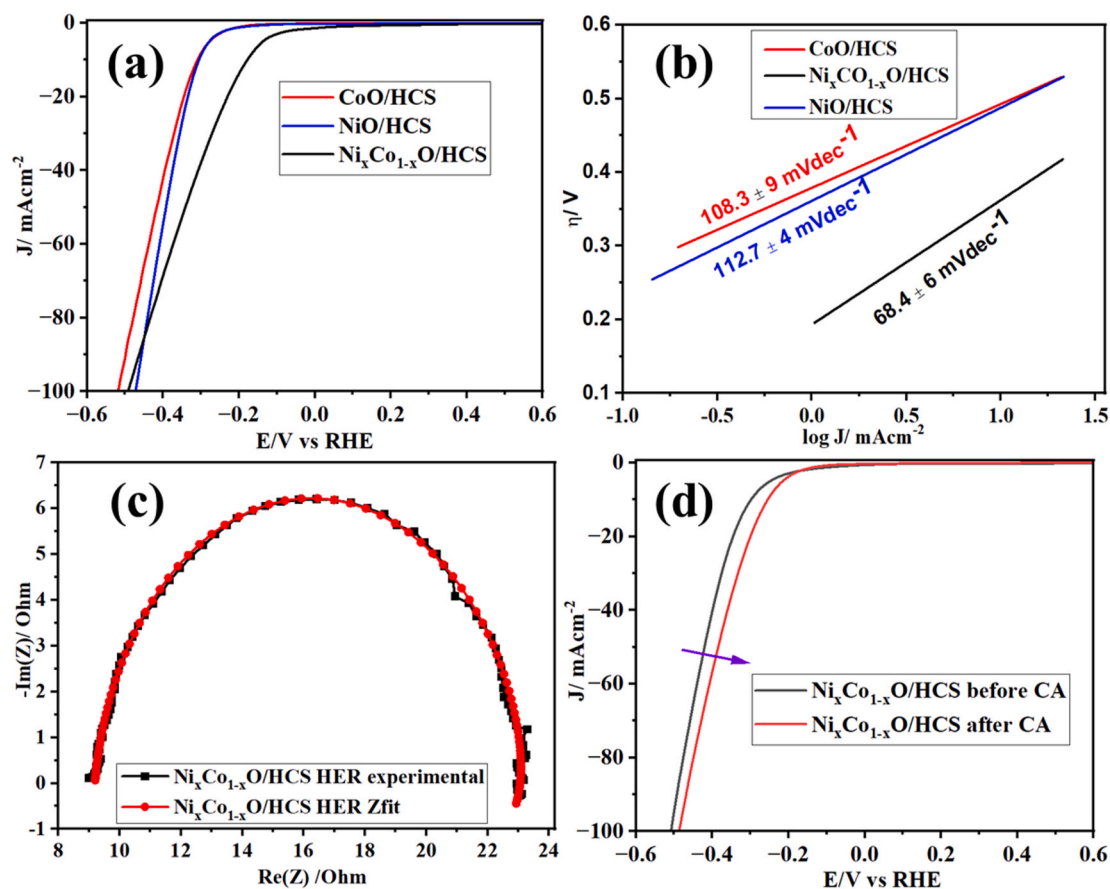 (a)
0
−20
−40
−60
−80
−100
J/ mAcm⁻²
−0.6 −0.4 −0.2 0.0 0.2 0.4 0.6
E/V vs RHE
CoO/HCS
NiO/HCS
NiₓCo₁₋ₓO/HCS
(b)
0.6
0.5
0.4
0.3
0.2
0.1
η/ V
-1.0 -0.5 0.0 0.5 1.0 1.5
log J/ mAcm⁻²
CoO/HCS
NiₓCO₁₋ₓO/HCS
NiO/HCS
108.3 ± 9 mVdec⁻¹
112.7 ± 4 mVdec⁻¹
68.4 ± 6 mVdec⁻¹
(c)
7
6
5
4
3
2
1
0
-1
-Im(Z)/ Ohm
8 10 12 14 16 18 20 22 24
Re(Z) /Ohm
NiₓCo₁₋ₓO/HCS HER experimental
NiₓCo₁₋ₓO/HCS HER Zfit
(d)
0
−20
−40
−60
−80
−100
J/ mAcm⁻²
−0.6 −0.4 −0.2 0.0 0.2 0.4 0.6
E/V vs RHE
NiₓCo₁₋ₓO/HCS before CA
NiₓCo₁₋ₓO/HCS after CA